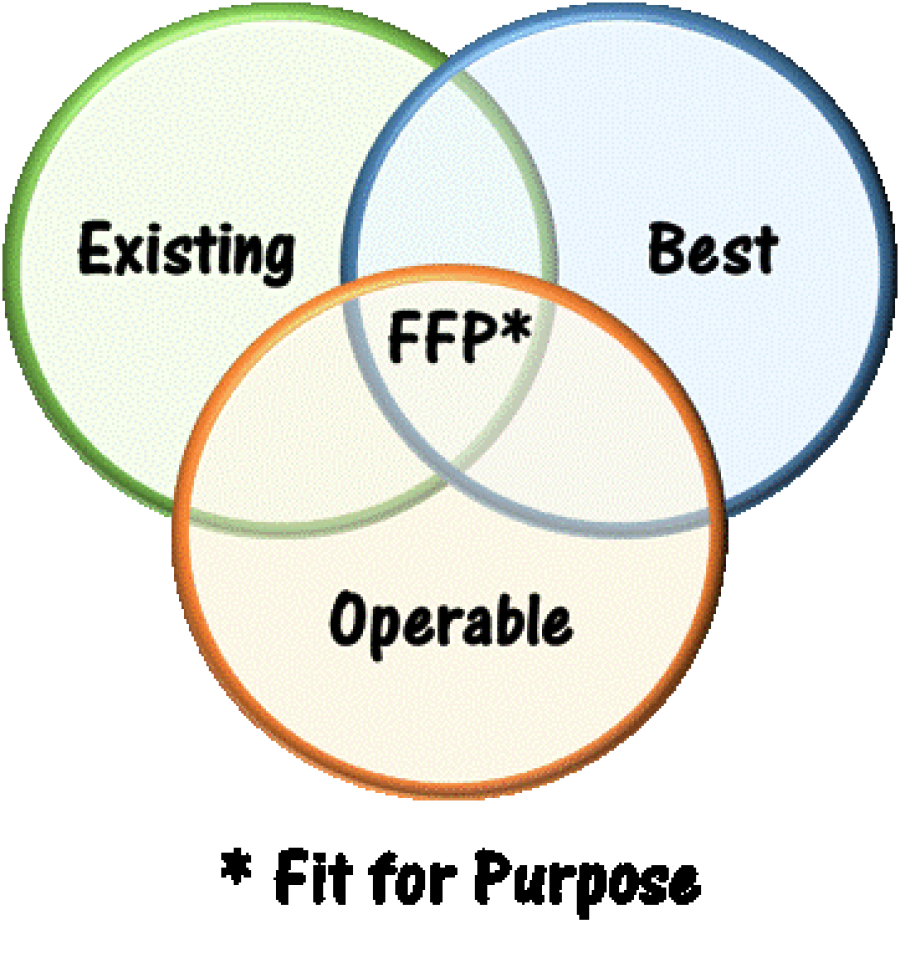 Existing
Best
FFP*
Operable
* Fit for Purpose